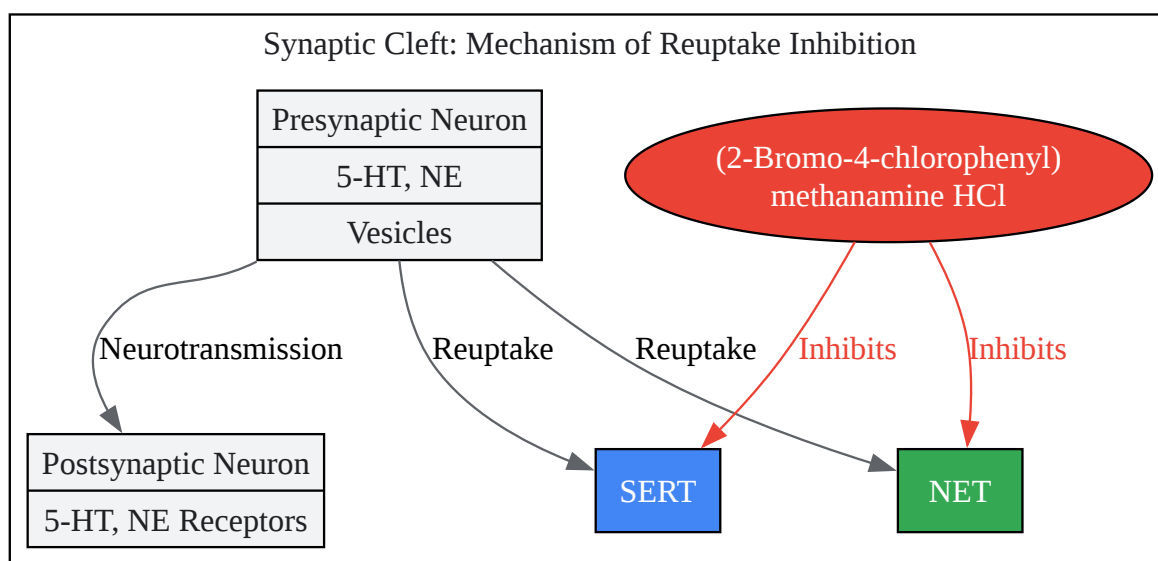 Synaptic Cleft: Mechanism of Reuptake Inhibition
Presynaptic Neuron
5-HT, NE
Vesicles
(2-Bromo-4-chlorophenyl)
methanamine HCl
Neurotransmission
Reuptake
Reuptake
Inhibits
Inhibits
Postsynaptic Neuron
5-HT, NE Receptors
SERT
NET